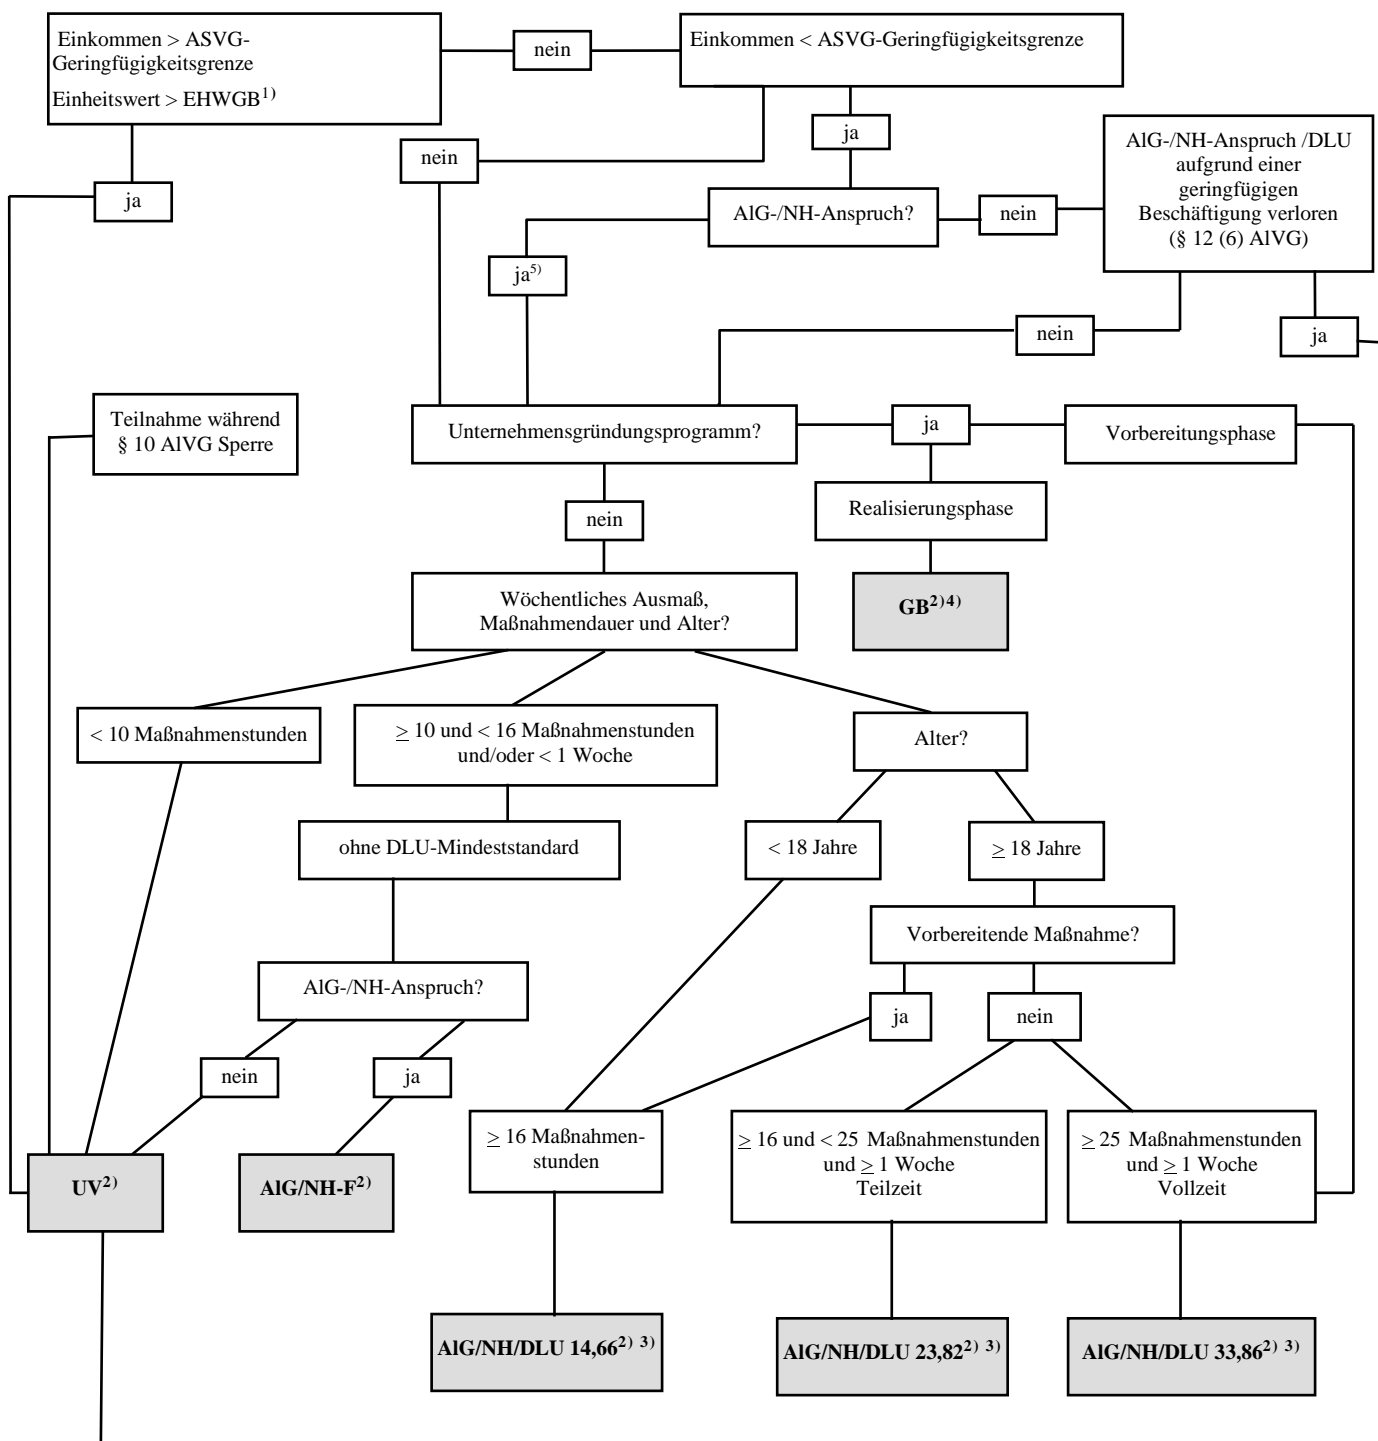 Einkommen > ASVG-
Geringfügigkeitsgrenze
Einheitswert > EHWGB1)
nein
Einkommen < ASVG-Geringfügigkeitsgrenze
ja
nein
ja
AlG-/NH-Anspruch?
nein
AlG-/NH-Anspruch /DLU
aufgrund einer
geringfügigen
Beschäftigung verloren
(§ 12 (6) AlVG)
ja5)
nein
ja
Teilnahme während
§ 10 AlVG Sperre
Unternehmensgründungsprogramm?
ja
Vorbereitungsphase
nein
Realisierungsphase
GB2)4)
Wöchentliches Ausmaß,
Maßnahmendauer und Alter?
< 10 Maßnahmenstunden
≥ 10 und < 16 Maßnahmenstunden
und/oder < 1 Woche
Alter?
ohne DLU-Mindeststandard
< 18 Jahre
≥ 18 Jahre
Vorbereitende Maßnahme?
AlG-/NH-Anspruch?
ja
nein
nein
ja
≥ 16 Maßnahmen-
stunden
≥ 16 und < 25 Maßnahmenstunden
und ≥ 1 Woche
Teilzeit
≥ 25 Maßnahmenstunden
und ≥ 1 Woche
Vollzeit
UV2)
AlG/NH-F2)
AlG/NH/DLU 14,662) 3)
AlG/NH/DLU 23,822) 3)
AlG/NH/DLU 33,862) 3)